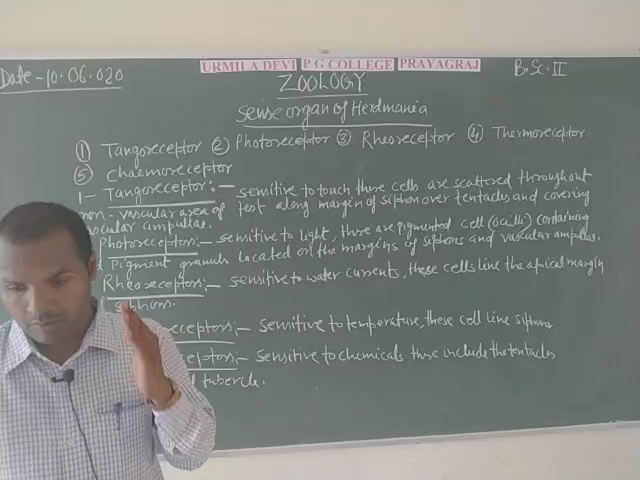 Date - 10.06.020
URMILA DEVI P G COLLEGE PRAYAGRAJ
B.Sc. II
ZOOLOGY
Sense organ of Herdmania
① Tangoreceptor ② Photoreceptor ③ Rheoreceptor ④ Thermoreceptor
⑤ Chaemoreceptor
1- Tangoreceptor:- sensitive to touch these cells are scattered throughout
non-vascular area of test along margin of siphon over tentacles and covering
vascular ampullae.
Photoreceptors:- sensitive to light, these are pigmented cell (ocilli) containing
pigment granuls located on the margins of siphons and vascular ampullae.
Rheoreceptors:- sensitive to water currents, these cells line the apical margin
siphons.
receptors:- sensitive to temperature, these cell line siphons
ceptors:- sensitive to chemicals these include the tentacles
tubercle.